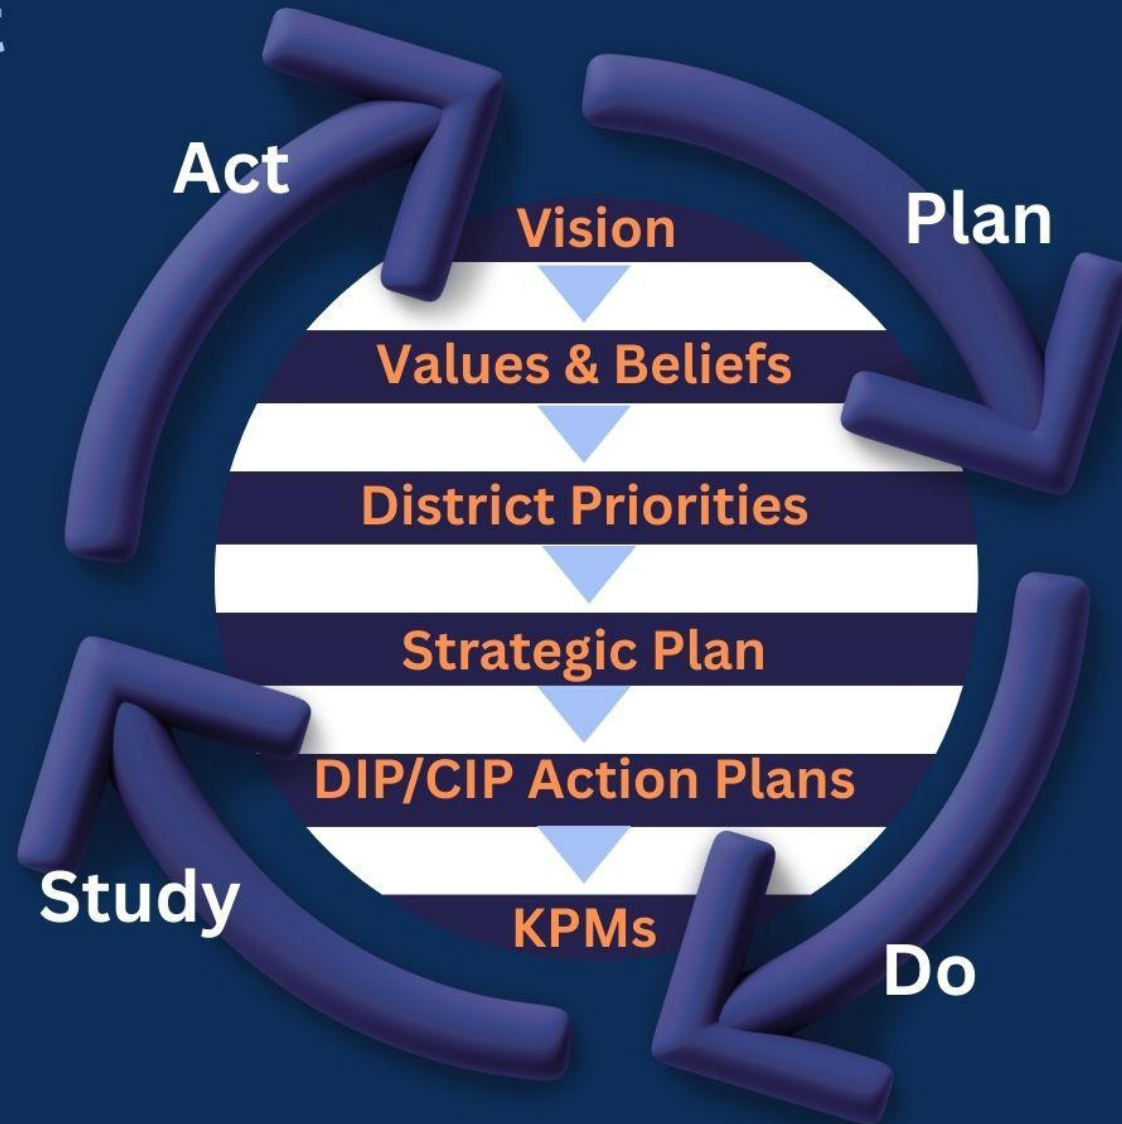 Act
Plan
Vision
Values & Beliefs
District Priorities
Strategic Plan
DIP/CIP Action Plans
Study
KPMs
Do